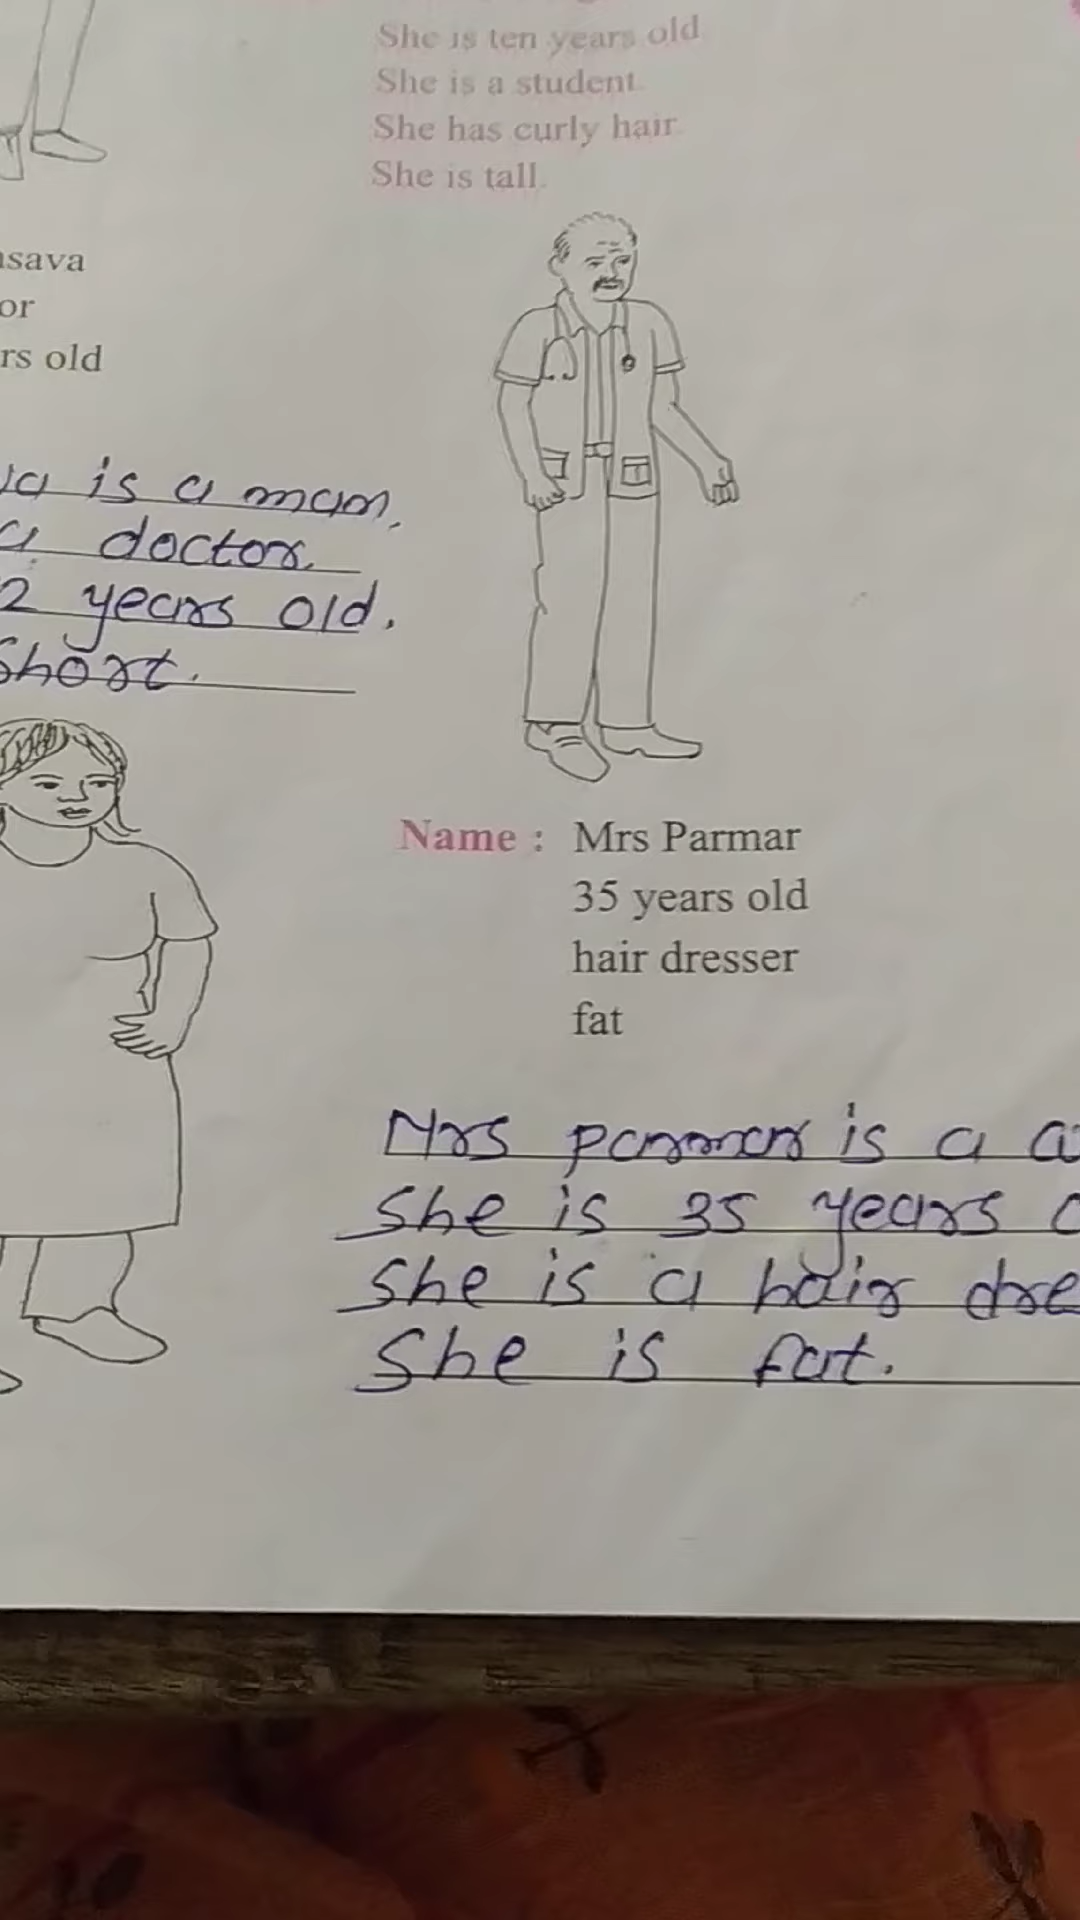 She is ten years old
She is a student.
She has curly hair.
She is tall.
sava
or
rs old
is a man.
a doctor
2 years old.
short.
Name : Mrs Parmar
35 years old
hair dresser
fat
Mrs parmar is a
She is 35 years
She is a hair dre
She is fat.